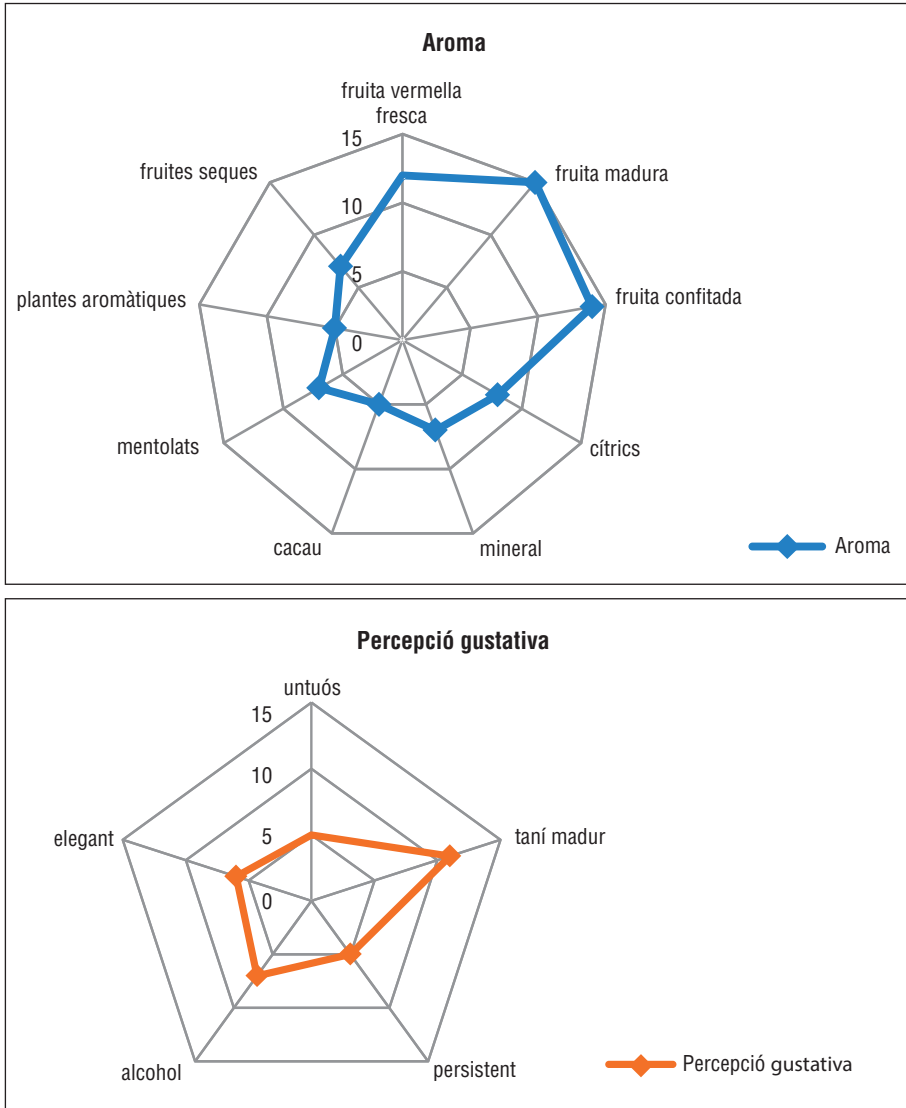 Aroma
fruita vermella
fresca
15
fruites seques
fruita madura
10
5
plantes aromàtiques
fruita confitada
0
mentolats
cítrics
cacau
mineral
Aroma
Percepció gustativa
untuós
15
10
elegant
5
taní madur
0
alcohol
persistent
Percepció gustativa